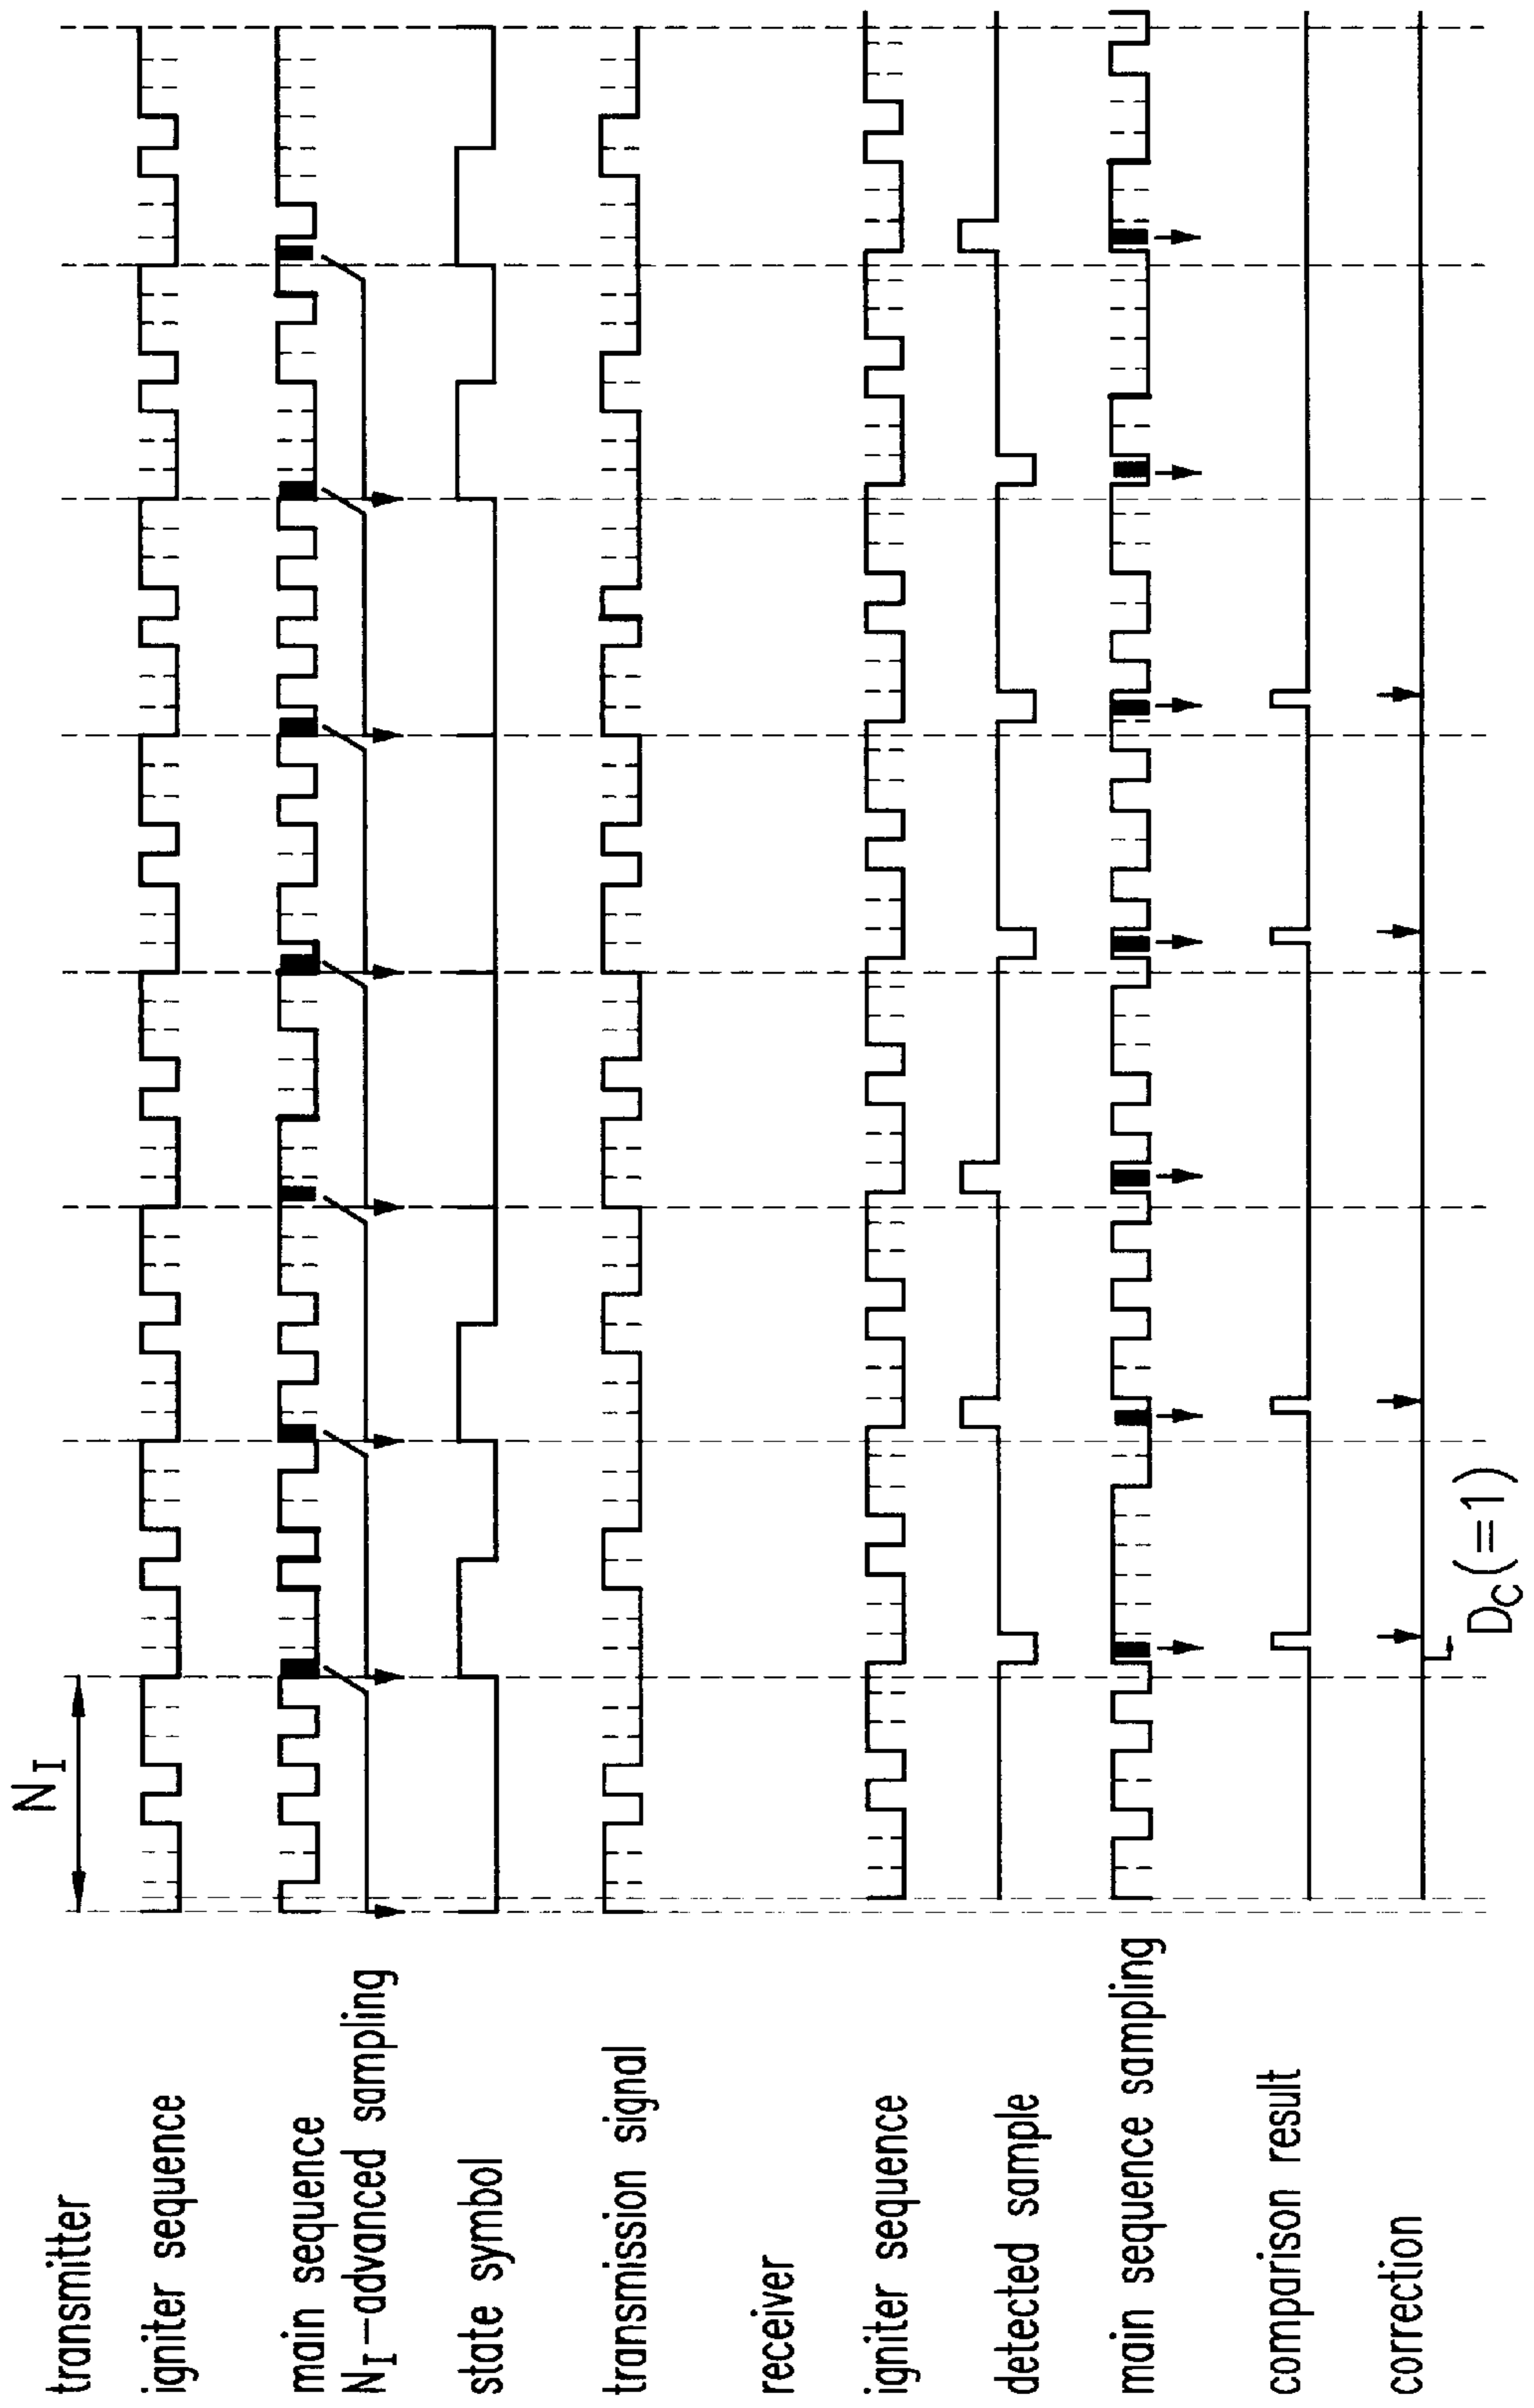 N_I
transmitter
igniter sequence
main sequence
N_I-advanced sampling
state symbol
transmission signal
receiver
igniter sequence
detected sample
main sequence sampling
comparison result
correction
D_C(=1)